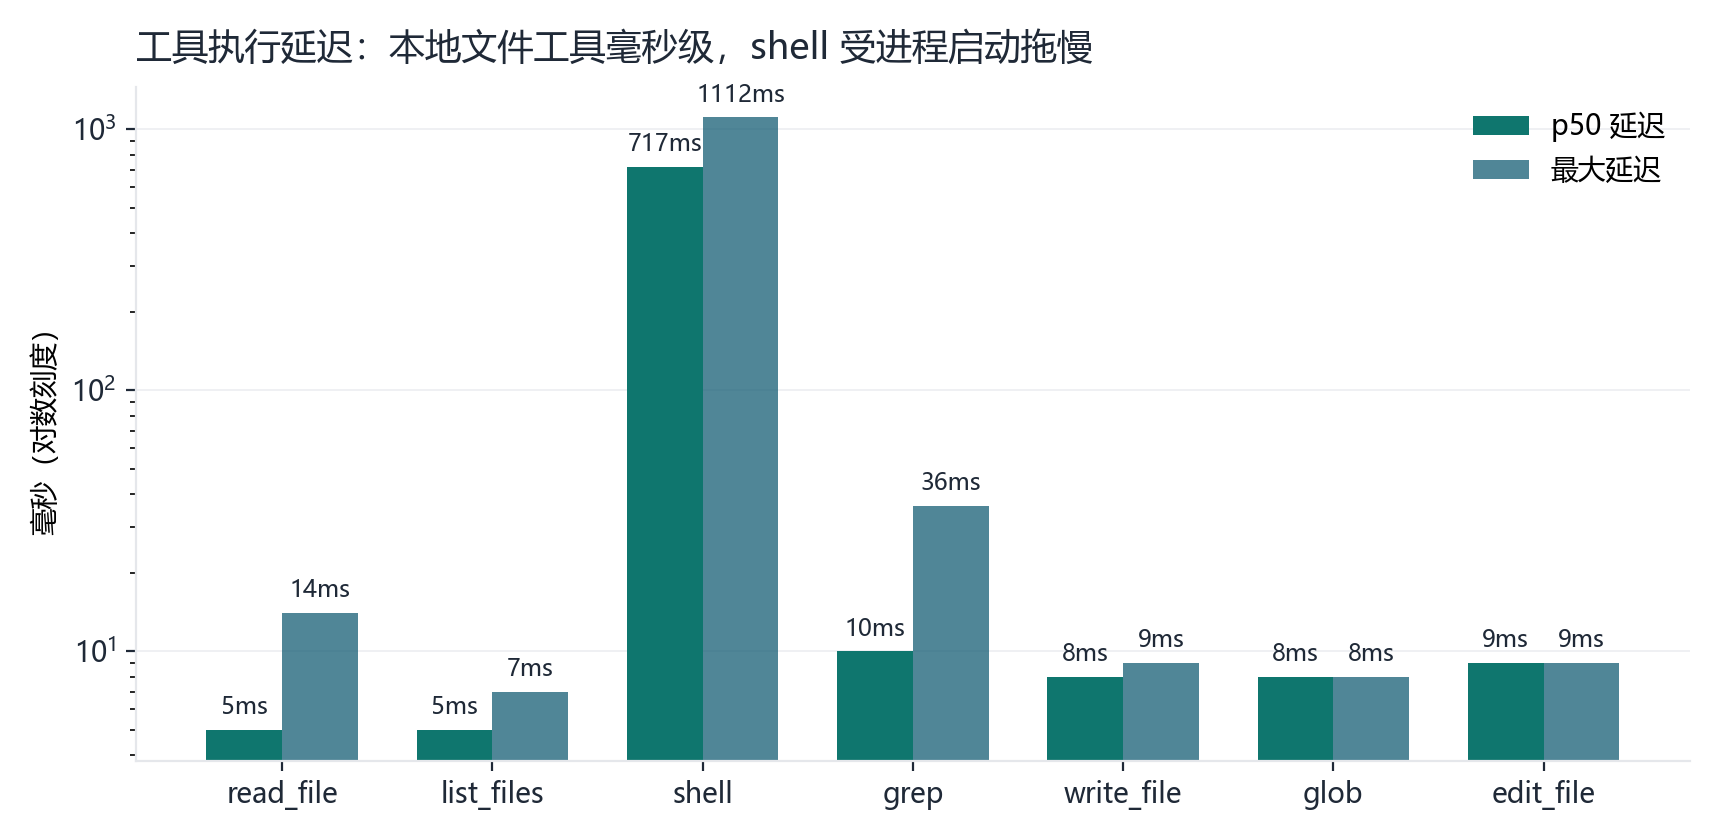 工具执行延迟：本地文件工具毫秒级，shell 受进程启动拖慢
p50 延迟
最大延迟
毫秒（对数刻度）
10³
10²
10¹
5ms
14ms
5ms
7ms
717ms
1112ms
10ms
36ms
8ms
9ms
8ms
8ms
9ms
9ms
read_file
list_files
shell
grep
write_file
glob
edit_file